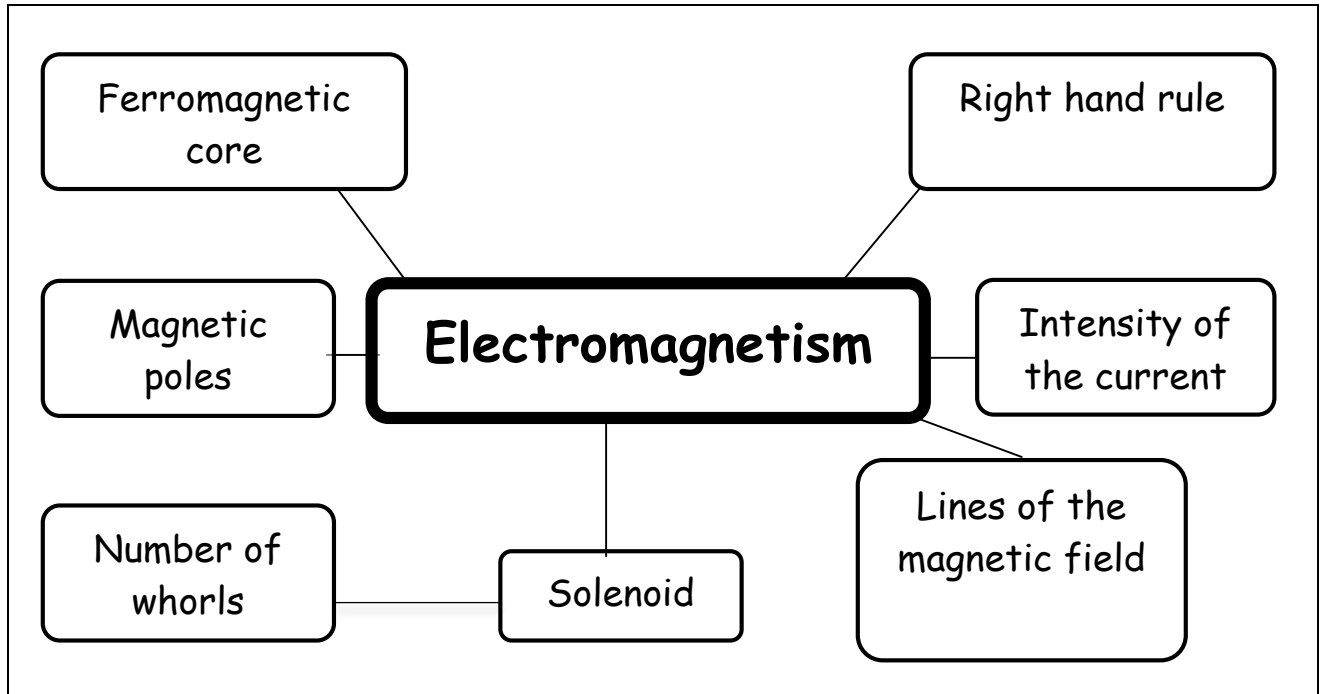 Ferromagnetic
core
Right hand rule
Magnetic
poles
Electromagnetism
Intensity of
the current
Lines of the
magnetic field
Number of
whorls
Solenoid